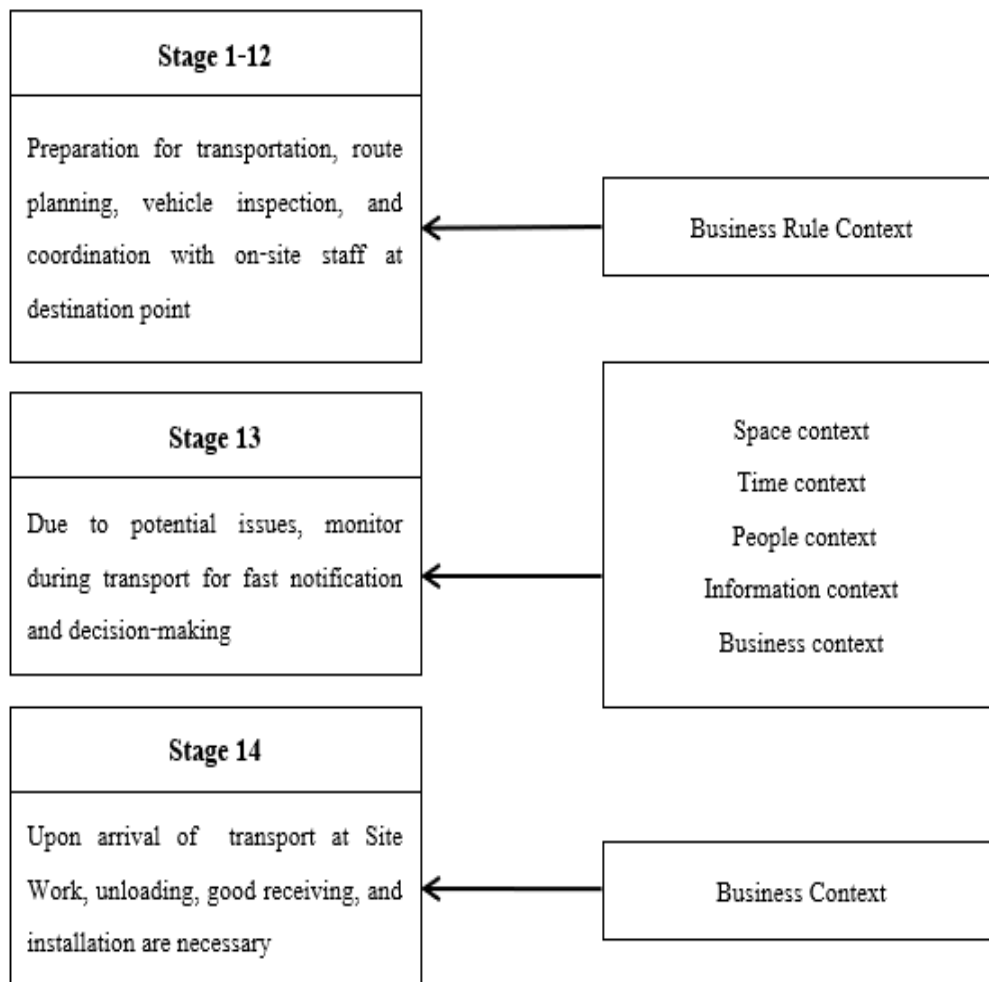 Stage 1-12
Preparation for transportation, route
planning, vehicle inspection, and
coordination with on-site staff at
destination point
Business Rule Context
Stage 13
Due to potential issues, monitor
during transport for fast notification
and decision-making
Space context
Time context
People context
Information context
Business context
Stage 14
Upon arrival of transport at Site
Work, unloading, good receiving, and
installation are necessary
Business Context